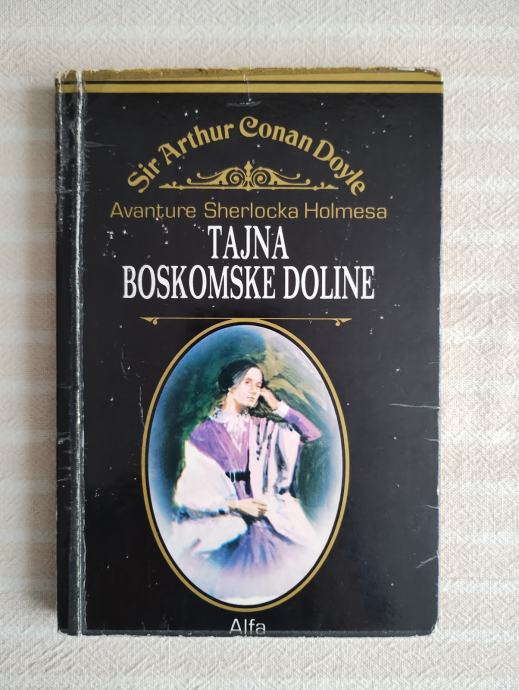 Sir Arthur Conan Doyle
Avanture Sherlocka Holmesa
TAJNA
BOSKOMSKE DOLINE
Alfa